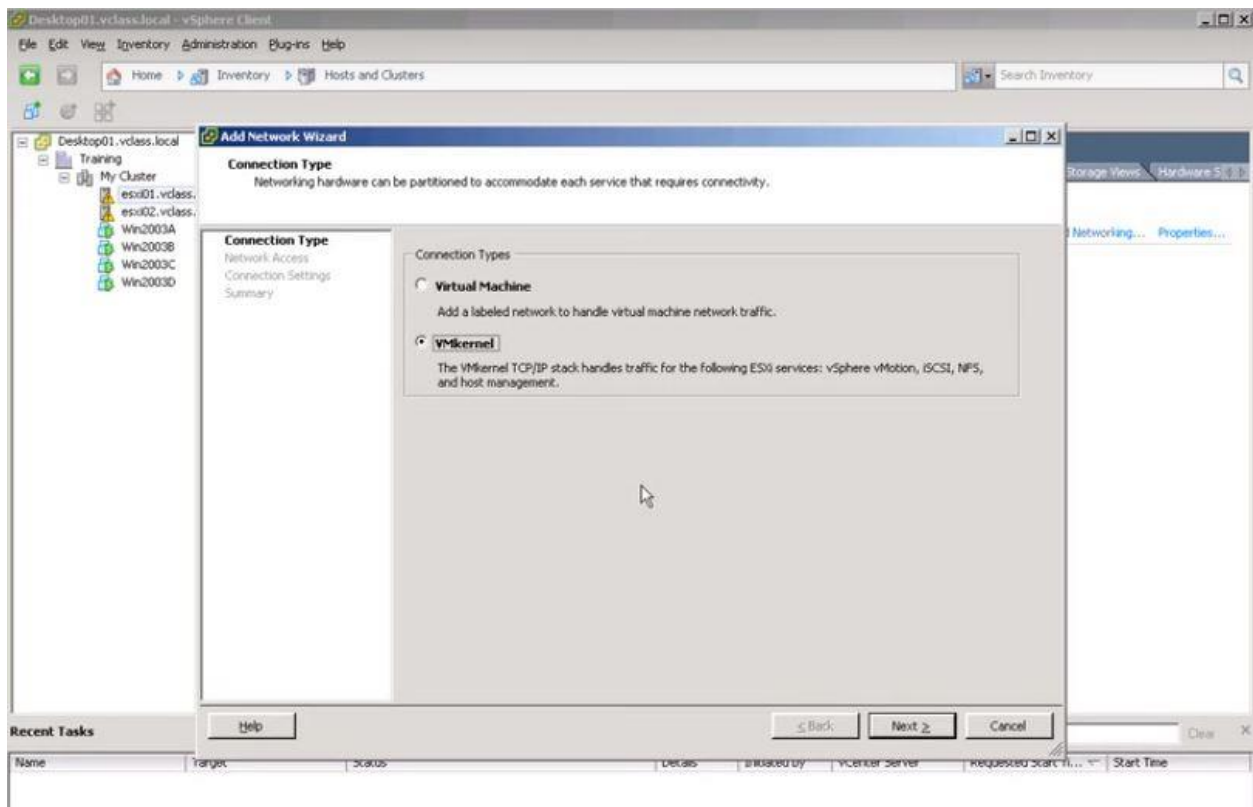 Desktop01.vclass.local - vSphere Client
File Edit View Inventory Administration Plug-ins Help
Home Inventory Hosts and Clusters
Search Inventory
Desktop01.vclass.local
Training
My Cluster
esxi01.vclass.
esxi02.vclass.
Win2003A
Win2003B
Win2003C
Win2003D
Storage Views Hardware S
Networking... Properties...
Add Network Wizard
Connection Type
Networking hardware can be partitioned to accommodate each service that requires connectivity.
Connection Type
Network Access
Connection Settings
Summary
Connection Types
Virtual Machine
Add a labeled network to handle virtual machine network traffic.
VMkernel
The VMkernel TCP/IP stack handles traffic for the following ESXi services: vSphere vMotion, iSCSI, NFS,
and host management.
Help < Back Next > Cancel
Recent Tasks
Clear
Name Target Status Details Initiated by vCenter Server Requested Start Ti... Start Time